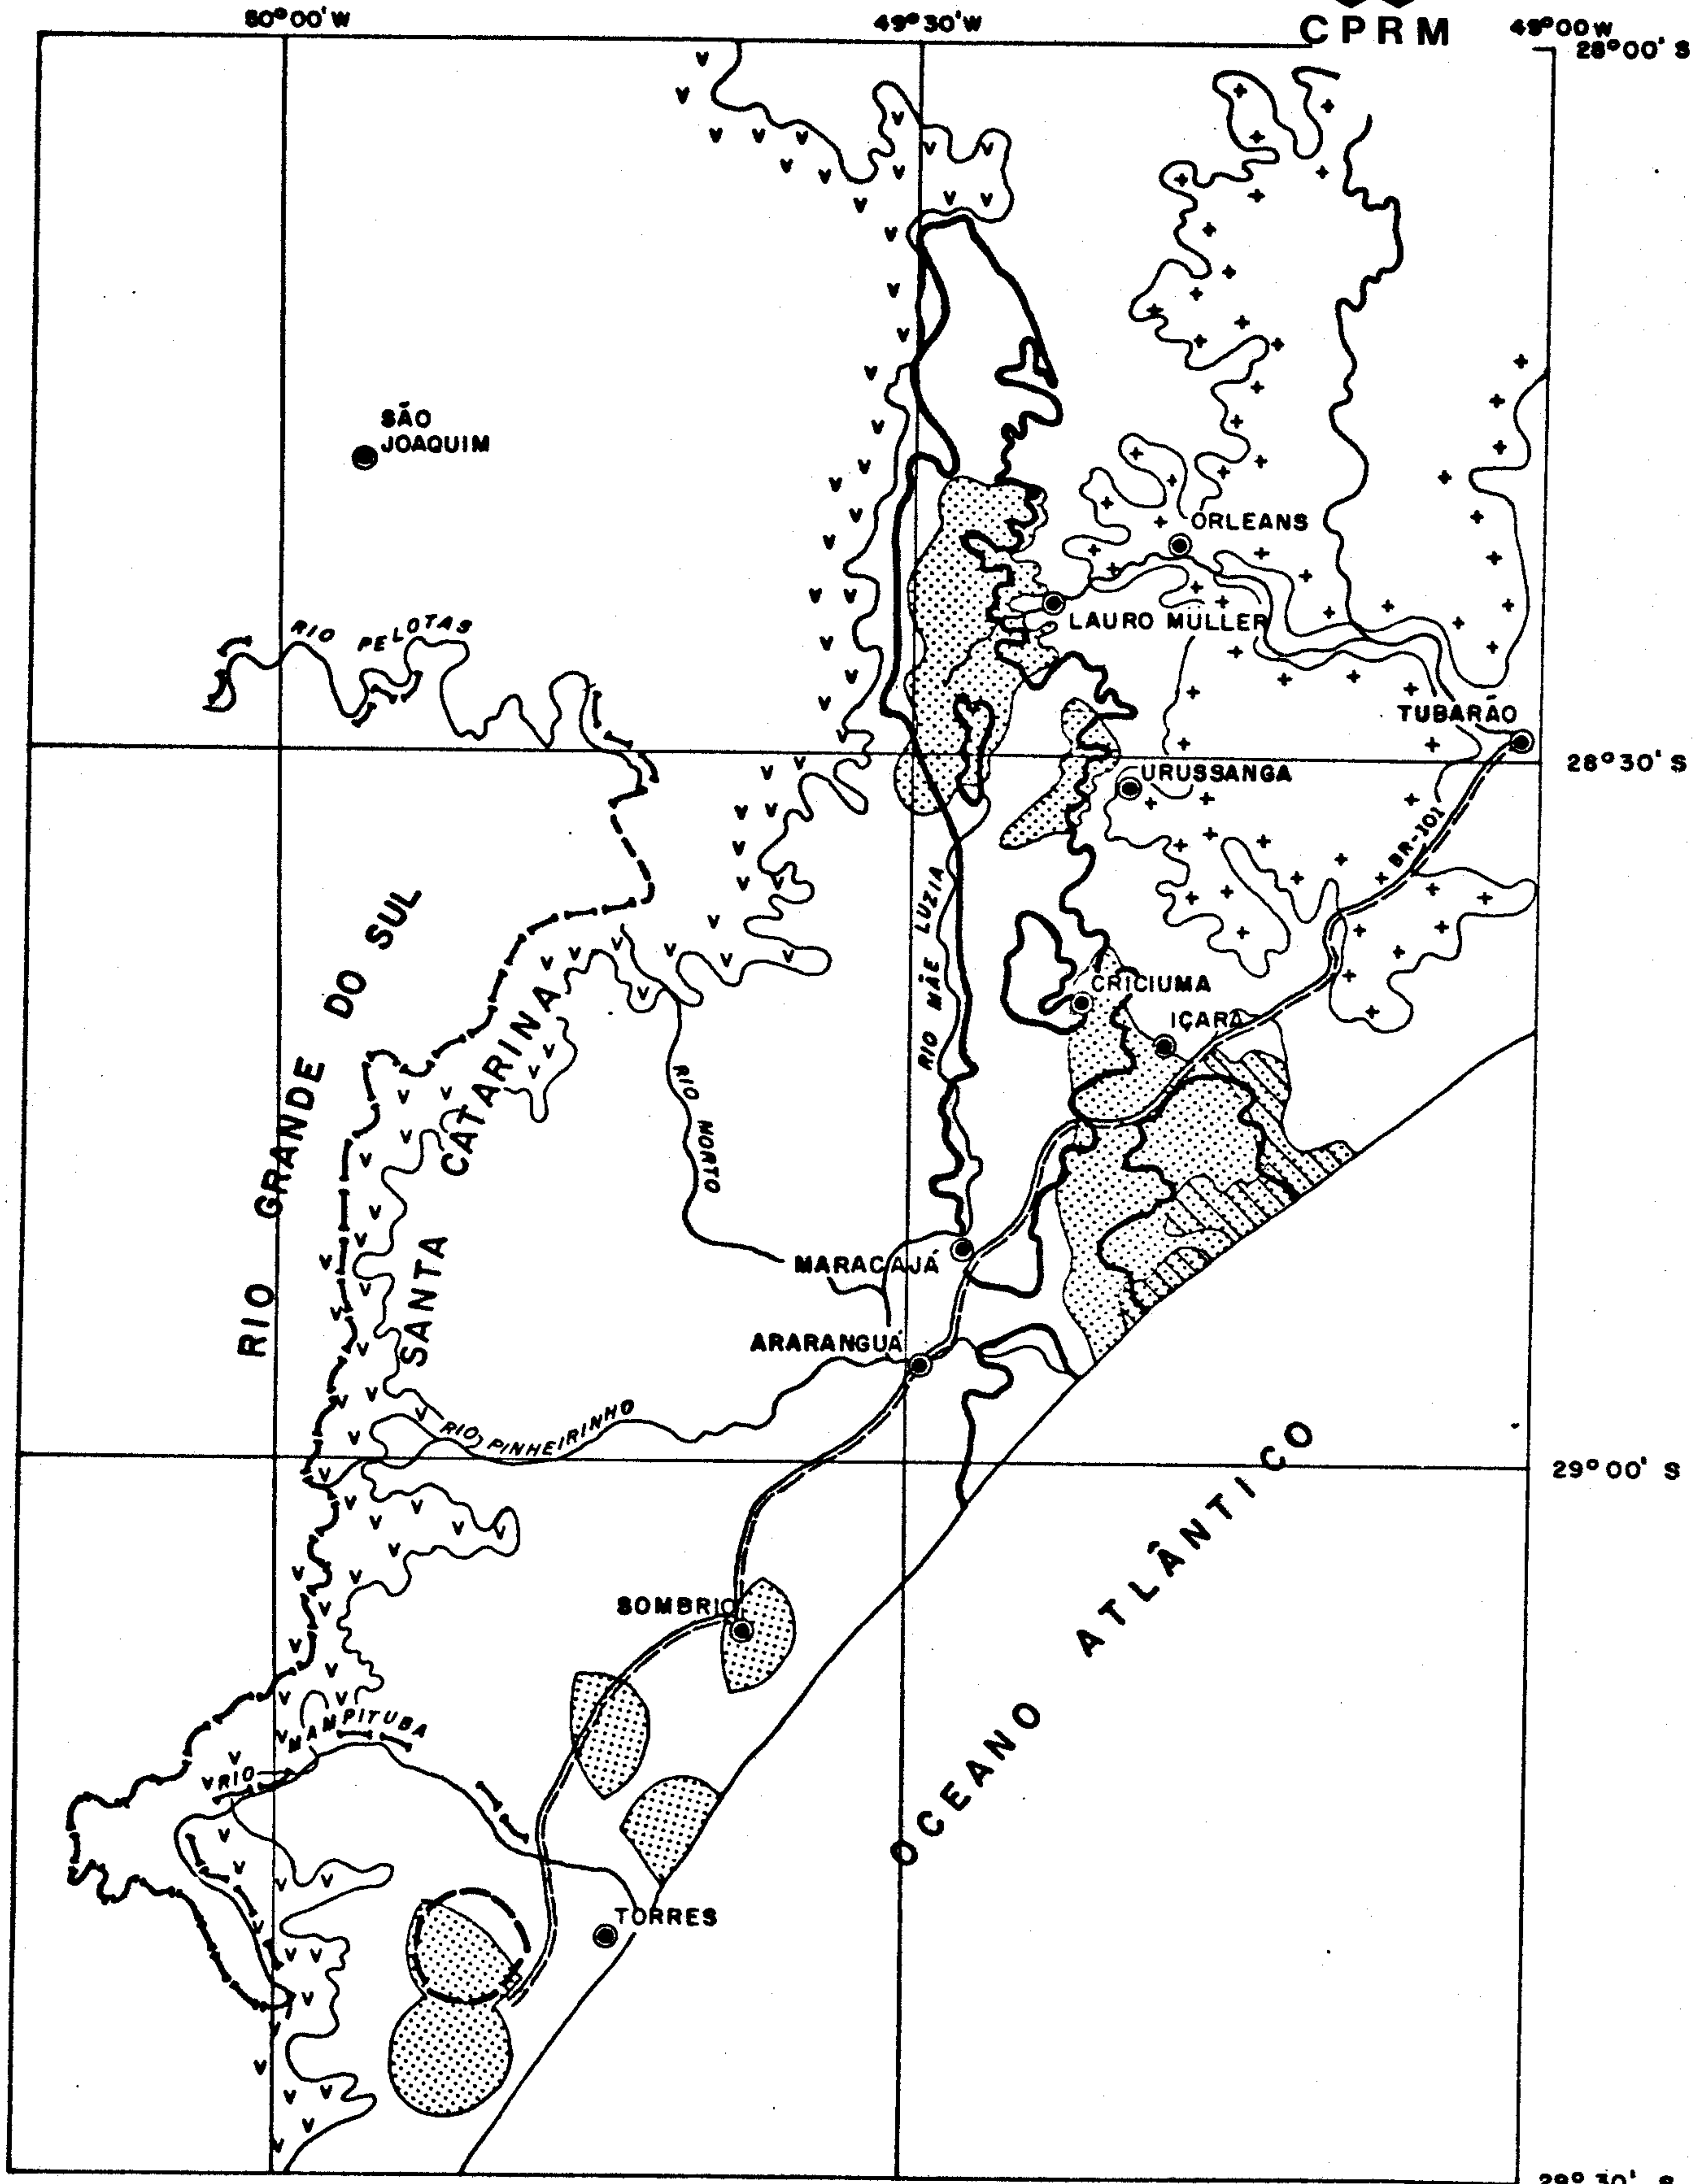 50°00'W
49°30'W
CPRM
49°00W
28°00' S
SÃO
JOAQUIM
ORLEANS
LAURO MÜLLER
RIO PELOTAS
TUBARÃO
28°30' S
URUSSANGA
BR-101
RIO MÃE LUZIA
RIO GRANDE DO SUL
SANTA CATARINA
CRICIUMA
IÇARA
RIO MORTO
MARACAJÁ
ARARANGUÁ
RIO PINHEIRINHO
29°00' S
OCEANO ATLÂNTICO
SOMBRIO
RIO MAMPITUBA
TORRES
29° 30' S